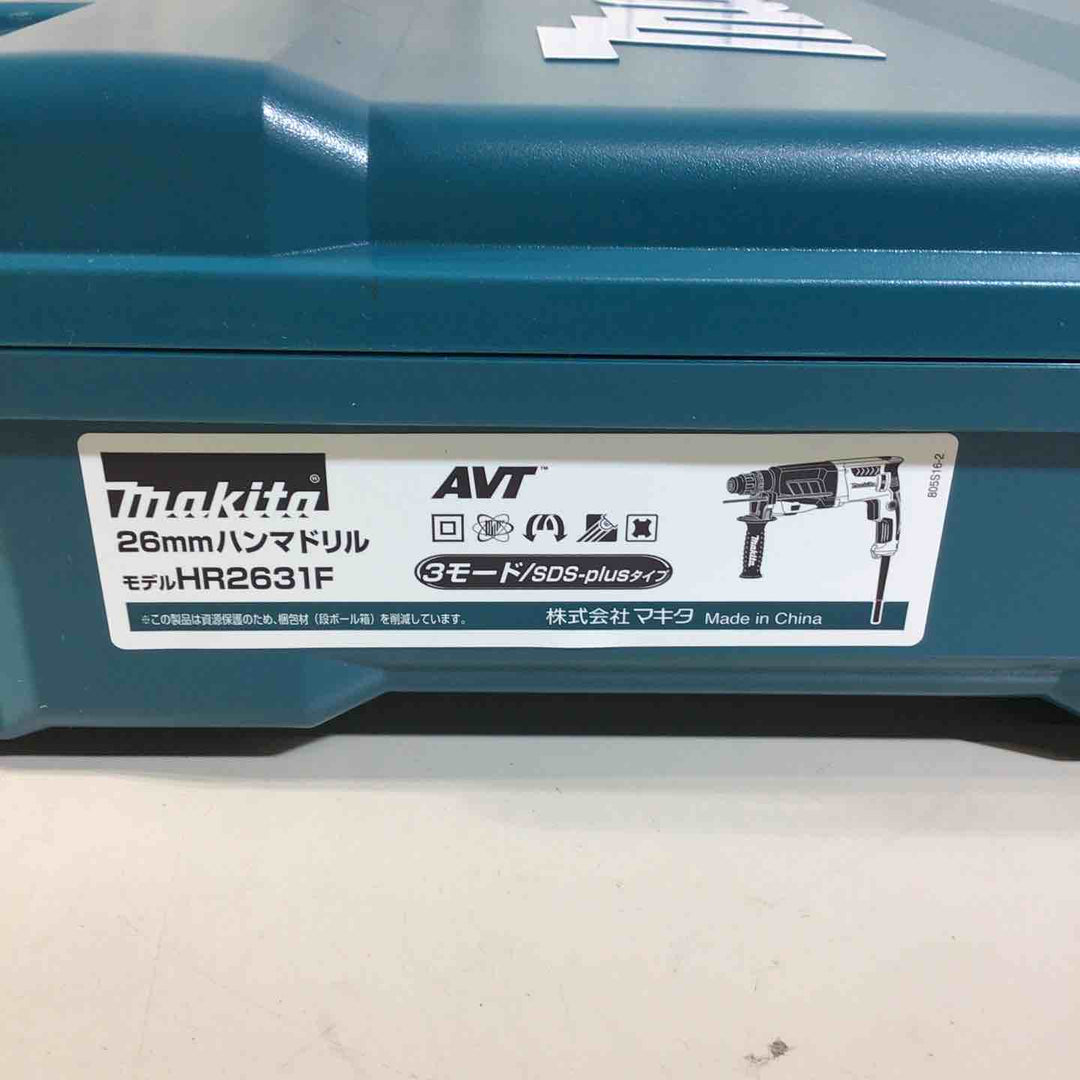 makita®
26mmハンマドリル
モデルHR2631F
AVT™
3モード/SDS-plusタイプ
※この製品は資源保護のため、梱包材（段ボール箱）を削減しています。
株式会社 マキタ Made in China
805S16-2
makita